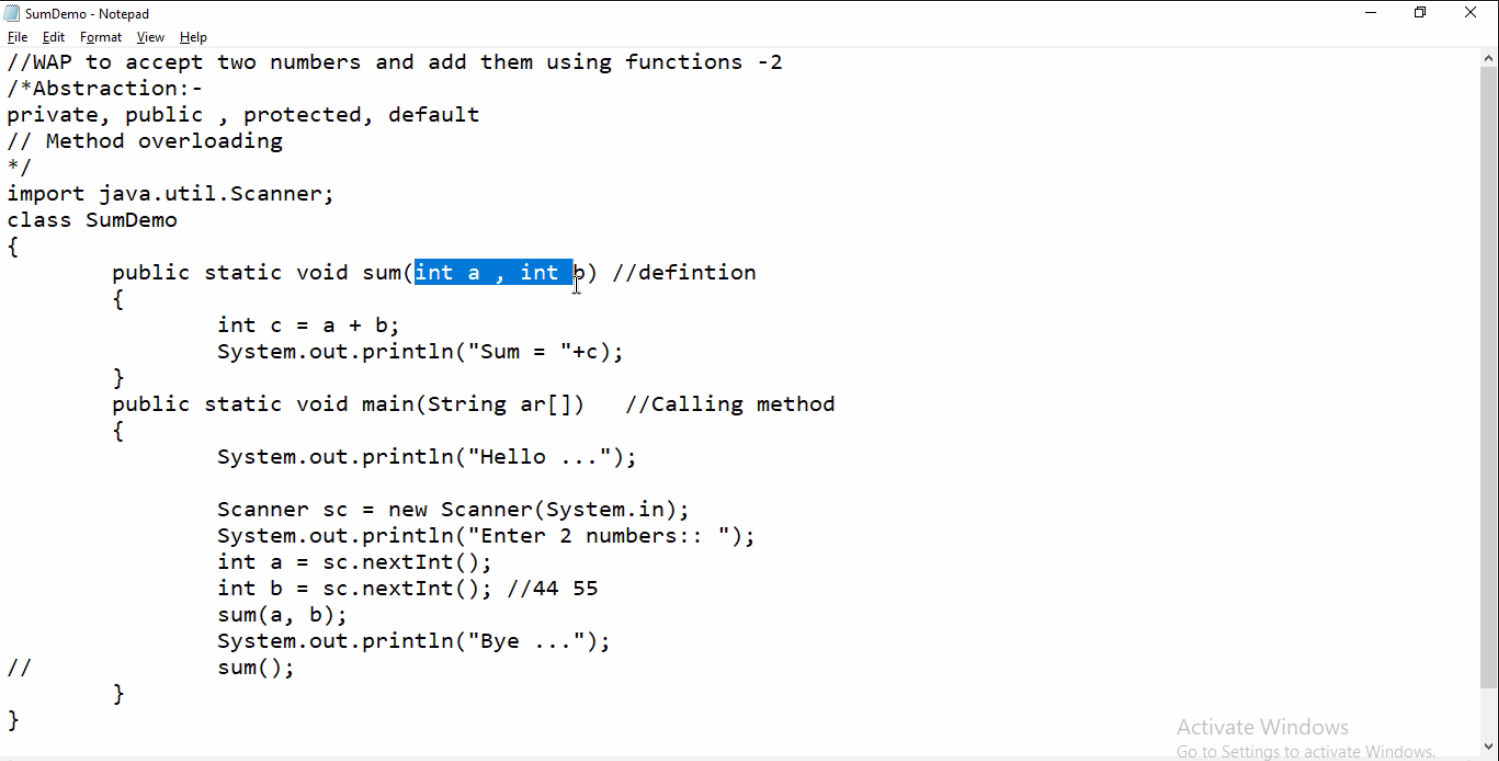 SumDemo - Notepad
File Edit Format View Help
//WAP to accept two numbers and add them using functions -2
/*Abstraction:-
private, public , protected, default
// Method overloading
*/
import java.util.Scanner;
class SumDemo
{
public static void sum(int a , int b) //defintion
{
int c = a + b;
System.out.println("Sum = "+c);
}
public static void main(String ar[]) //Calling method
{
System.out.println("Hello ...");
Scanner sc = new Scanner(System.in);
System.out.println("Enter 2 numbers:: ");
int a = sc.nextInt();
int b = sc.nextInt(); //44 55
sum(a, b);
System.out.println("Bye ...");
// sum();
}
}
Activate Windows
Go to Settings to activate Windows.